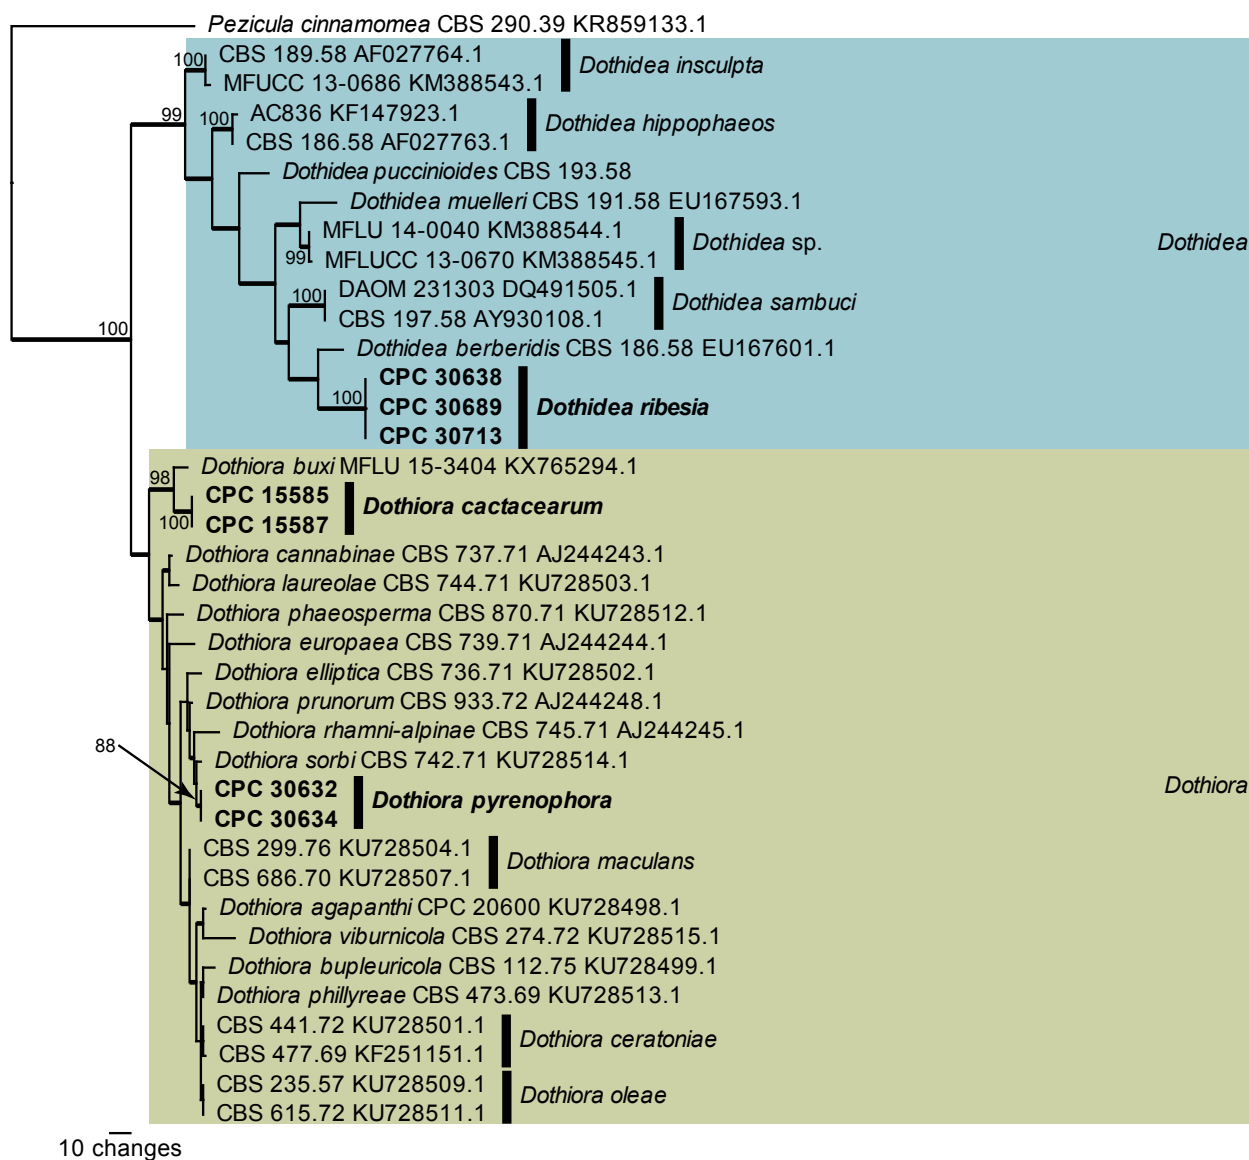 Pezicula cinnamomea CBS 290.39 KR859133.1
100 CBS 189.58 AF027764.1 Dothidea insculpta
MFUCC 13-0686 KM388543.1
99 100 AC836 KF147923.1 Dothidea hippophaeos
CBS 186.58 AF027763.1
Dothidea puccinioides CBS 193.58
Dothidea muelleri CBS 191.58 EU167593.1
MFLU 14-0040 KM388544.1 Dothidea sp. Dothidea
99 MFLUCC 13-0670 KM388545.1
100 DAOM 231303 DQ491505.1 Dothidea sambuci
CBS 197.58 AY930108.1
100
Dothidea berberidis CBS 186.58 EU167601.1
CPC 30638
100 CPC 30689 Dothidea ribesia
CPC 30713
Dothiora buxi MFLU 15-3404 KX765294.1
98 CPC 15585 Dothiora cactacearum
100 CPC 15587
Dothiora cannabinae CBS 737.71 AJ244243.1
Dothiora laureolae CBS 744.71 KU728503.1
Dothiora phaeosperma CBS 870.71 KU728512.1
Dothiora europaea CBS 739.71 AJ244244.1
Dothiora elliptica CBS 736.71 KU728502.1
Dothiora prunorum CBS 933.72 AJ244248.1
Dothiora rhamni-alpinae CBS 745.71 AJ244245.1
88 Dothiora sorbi CBS 742.71 KU728514.1
CPC 30632 Dothiora pyrenophora Dothiora
CPC 30634
CBS 299.76 KU728504.1 Dothiora maculans
CBS 686.70 KU728507.1
Dothiora agapanthi CPC 20600 KU728498.1
Dothiora viburnicola CBS 274.72 KU728515.1
Dothiora bupleuricola CBS 112.75 KU728499.1
Dothiora phillyreae CBS 473.69 KU728513.1
CBS 441.72 KU728501.1 Dothiora ceratoniae
CBS 477.69 KF251151.1
CBS 235.57 KU728509.1 Dothiora oleae
CBS 615.72 KU728511.1
10 changes